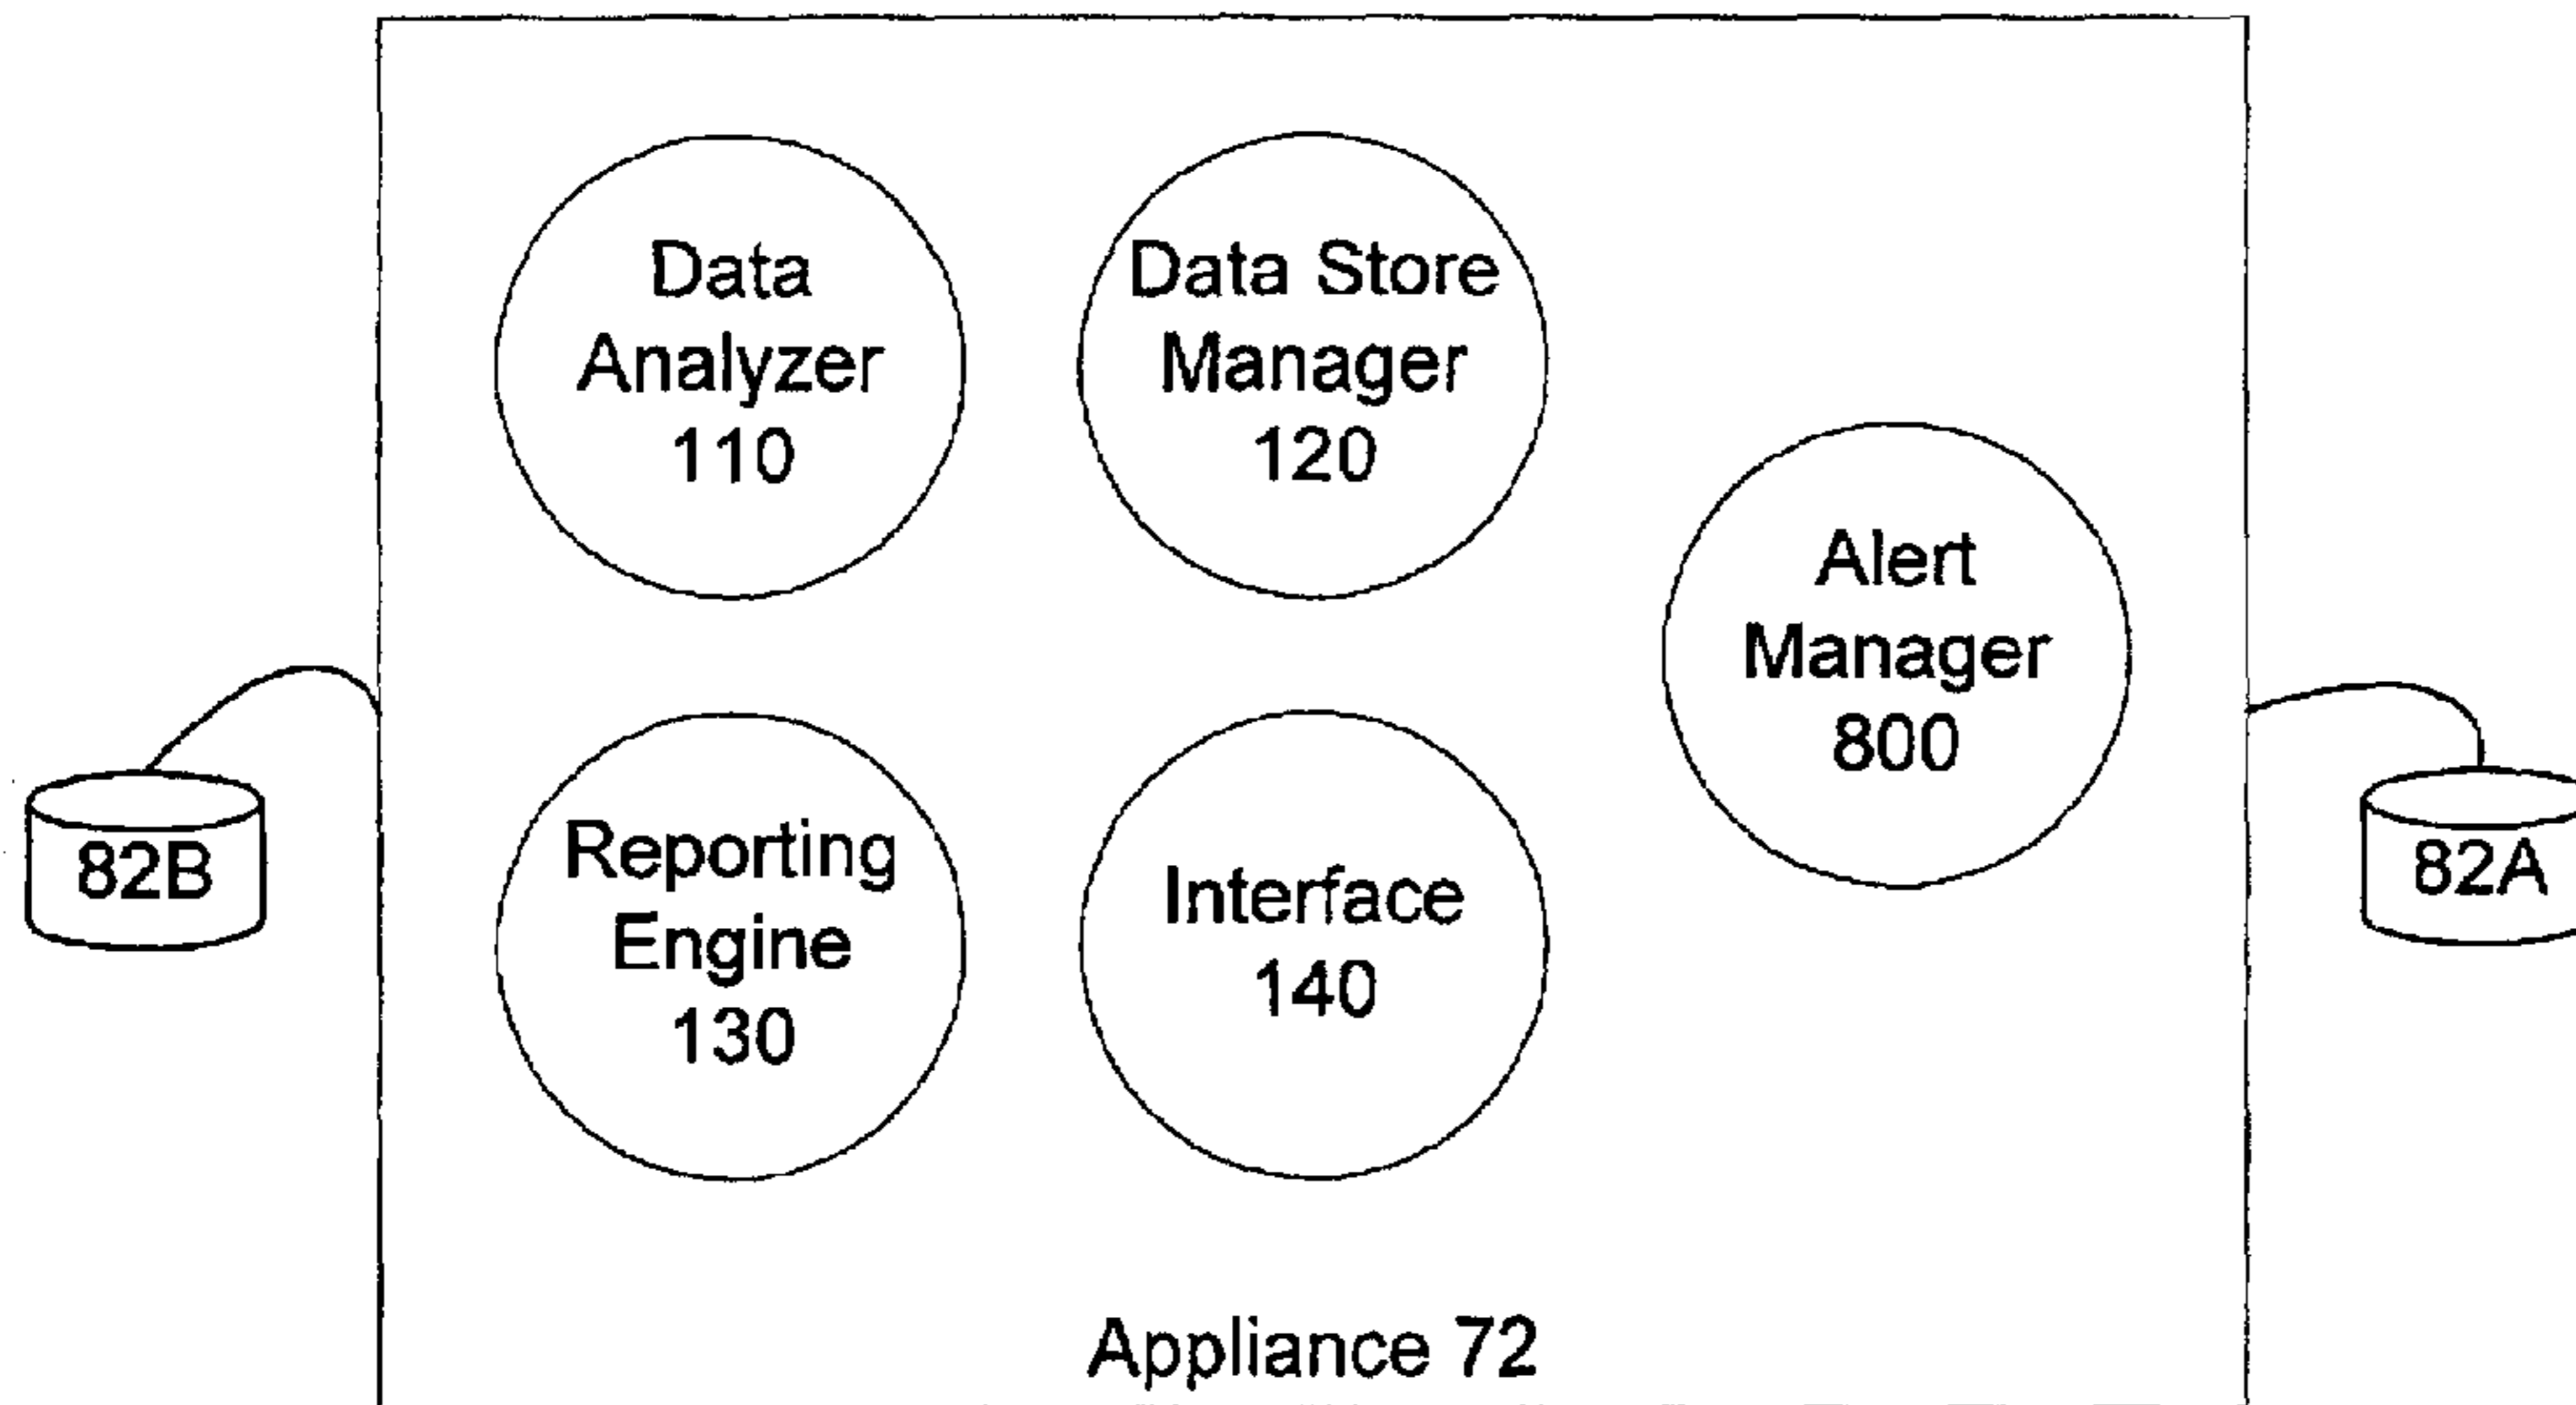 Data
Analyzer
110
Data Store
Manager
120
Alert
Manager
800
Reporting
Engine
130
Interface
140
82B
82A
Appliance 72